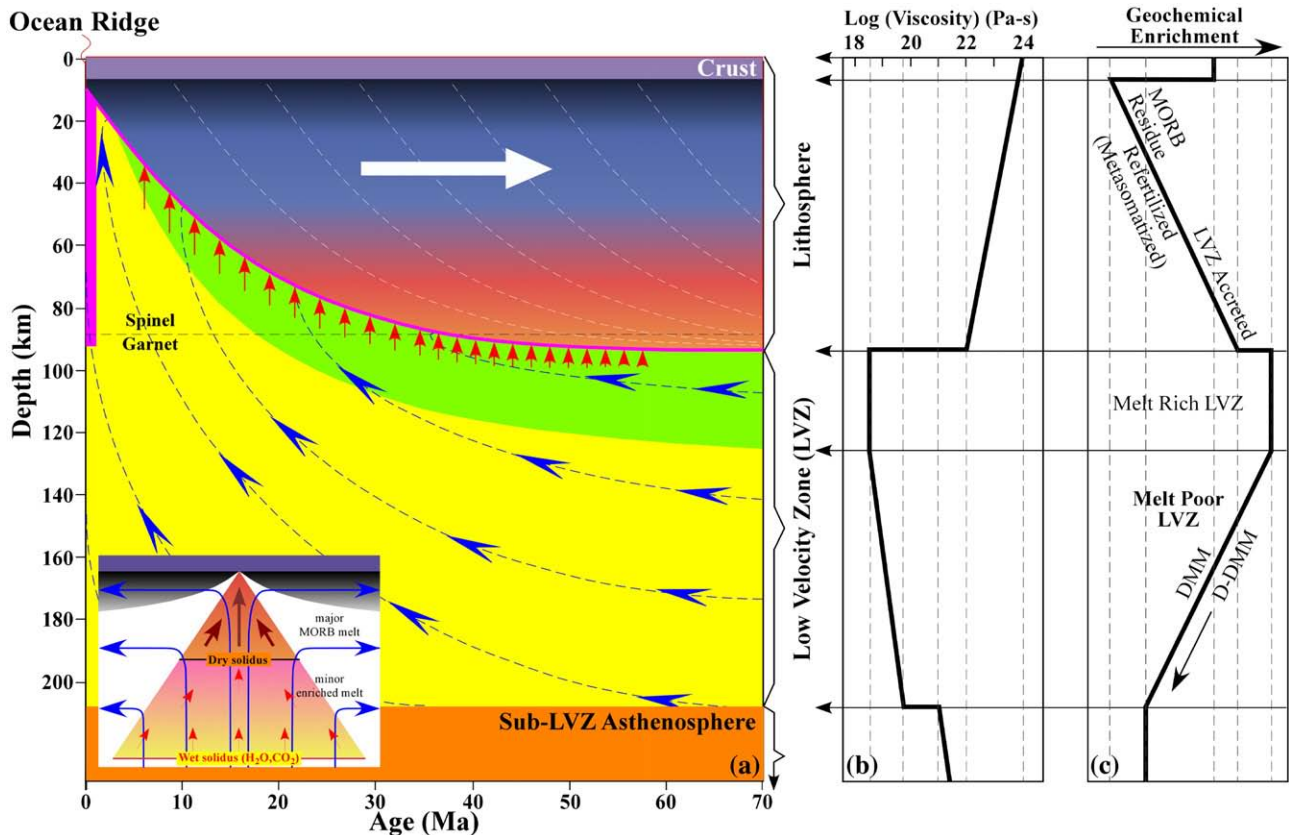 Ocean Ridge
Log (Viscosity) (Pa-s)
18 20 22 24
Geochemical
Enrichment
Crust
0
20
40
60
80
100
120
140
160
180
200
Depth (km)
Spinel
Garnet
major
MORB melt
Dry solidus
minor
enriched melt
Wet solidus (H₂O,CO₂)
Sub-LVZ Asthenosphere
(a)
0 10 20 30 40 50 60 70
Age (Ma)
Lithosphere
Low Velocity Zone (LVZ)
(b)
MORB
Residue
Refertilized
(Metasomatized)
LVZ Accreted
Melt Rich LVZ
Melt Poor
LVZ
DMM
D-DMM
(c)